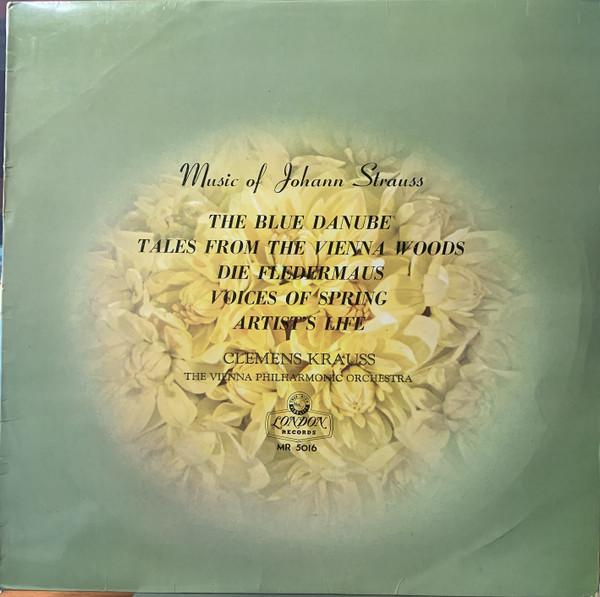 Music of Johann Strauss
THE BLUE DANUBE
TALES FROM THE VIENNA WOODS
DIE FLEDERMAUS
VOICES OF SPRING
ARTIST'S LIFE
CLEMENS KRAUSS
THE VIENNA PHILHARMONIC ORCHESTRA
LONDON
RECORDS
MR 5016